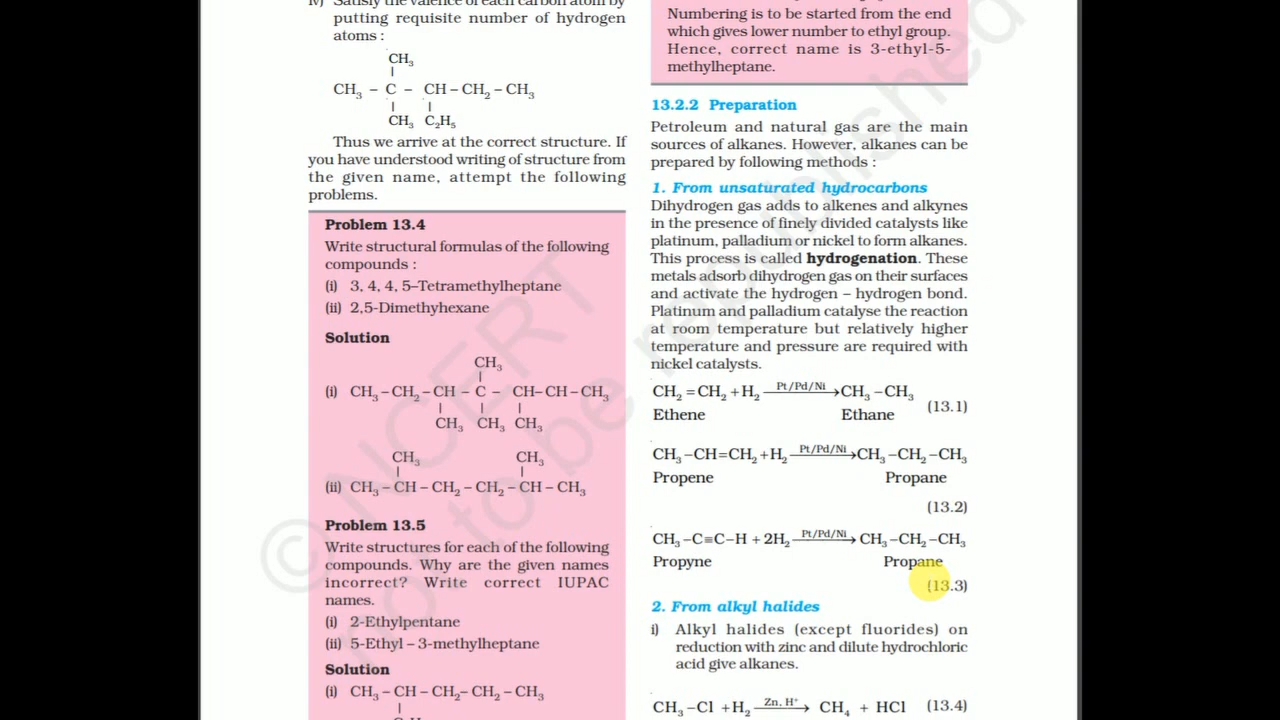 iv) Satisfy the valence of each carbon atom by
putting requisite number of hydrogen
atoms :
CH₃
CH₃ – C – CH – CH₂ – CH₃
CH₃ C₂H₅
Thus we arrive at the correct structure. If
you have understood writing of structure from
the given name, attempt the following
problems.
Problem 13.4
Write structural formulas of the following
compounds :
(i) 3, 4, 4, 5–Tetramethylheptane
(ii) 2,5-Dimethyhexane
Solution
CH₃
(i) CH₃ – CH₂ – CH – C – CH– CH – CH₃
CH₃ CH₃ CH₃
CH₃ CH₃
(ii) CH₃ – CH – CH₂ – CH₂ – CH – CH₃
Problem 13.5
Write structures for each of the following
compounds. Why are the given names
incorrect? Write correct IUPAC
names.
(i) 2-Ethylpentane
(ii) 5-Ethyl – 3-methylheptane
Solution
(i) CH₃ – CH – CH₂– CH₂ – CH₃
Numbering is to be started from the end
which gives lower number to ethyl group.
Hence, correct name is 3-ethyl-5-
methylheptane.
13.2.2 Preparation
Petroleum and natural gas are the main
sources of alkanes. However, alkanes can be
prepared by following methods :
1. From unsaturated hydrocarbons
Dihydrogen gas adds to alkenes and alkynes
in the presence of finely divided catalysts like
platinum, palladium or nickel to form alkanes.
This process is called hydrogenation. These
metals adsorb dihydrogen gas on their surfaces
and activate the hydrogen – hydrogen bond.
Platinum and palladium catalyse the reaction
at room temperature but relatively higher
temperature and pressure are required with
nickel catalysts.
CH₂ = CH₂ + H₂ —Pt/Pd/Ni→ CH₃ – CH₃
Ethene Ethane (13.1)
CH₃ – CH = CH₂ + H₂ —Pt/Pd/Ni→ CH₃ – CH₂ – CH₃
Propene Propane
(13.2)
CH₃ – C ≡ C – H + 2H₂ —Pt/Pd/Ni→ CH₃ – CH₂ – CH₃
Propyne Propane
(13.3)
2. From alkyl halides
i) Alkyl halides (except fluorides) on
reduction with zinc and dilute hydrochloric
acid give alkanes.
CH₃ – Cl + H₂ —Zn, H⁺→ CH₄ + HCl (13.4)
© NCERT
not to be republished